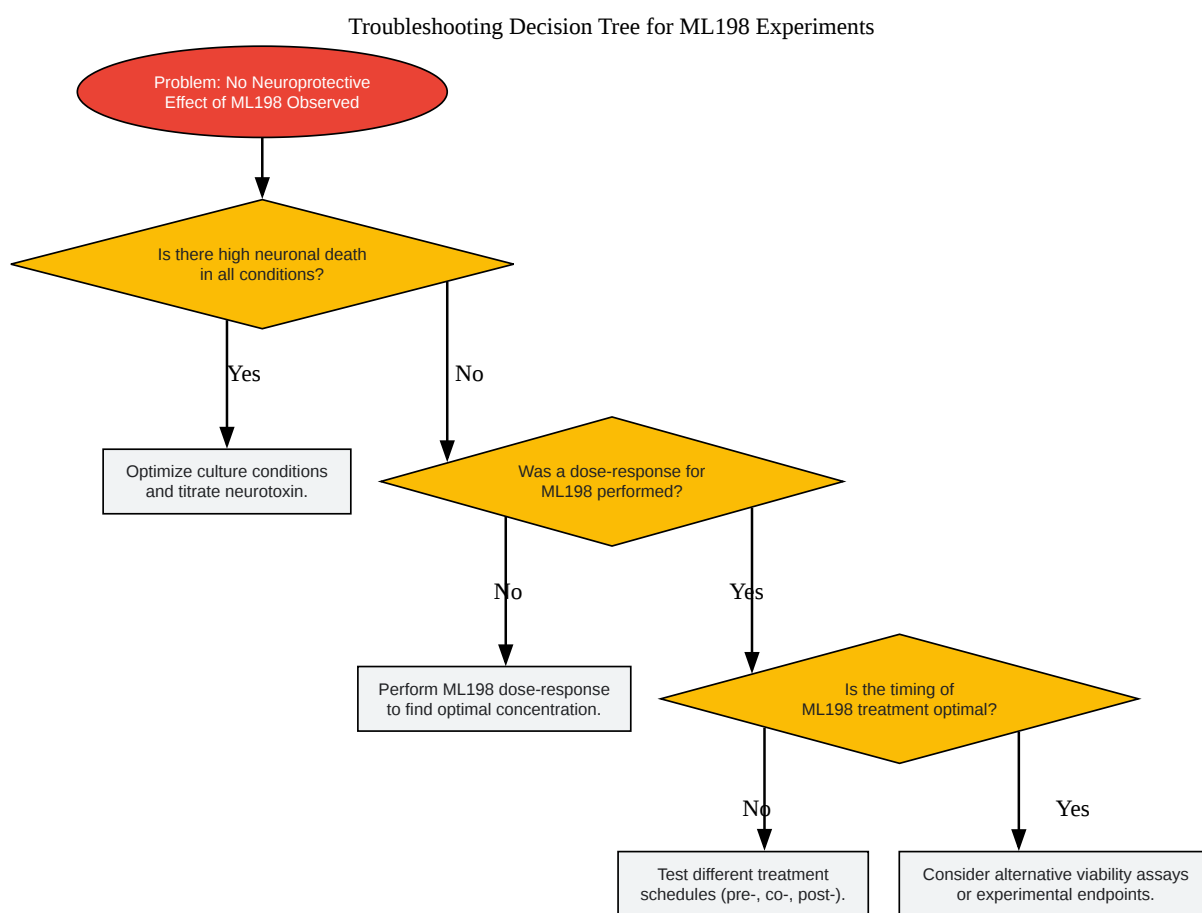 Troubleshooting Decision Tree for ML198 Experiments
Problem: No Neuroprotective
Effect of ML198 Observed
Is there high neuronal death
in all conditions?
Yes
No
Optimize culture conditions
and titrate neurotoxin.
Was a dose-response for
ML198 performed?
No
Yes
Perform ML198 dose-response
to find optimal concentration.
Is the timing of
ML198 treatment optimal?
No
Yes
Test different treatment
schedules (pre-, co-, post-).
Consider alternative viability assays
or experimental endpoints.